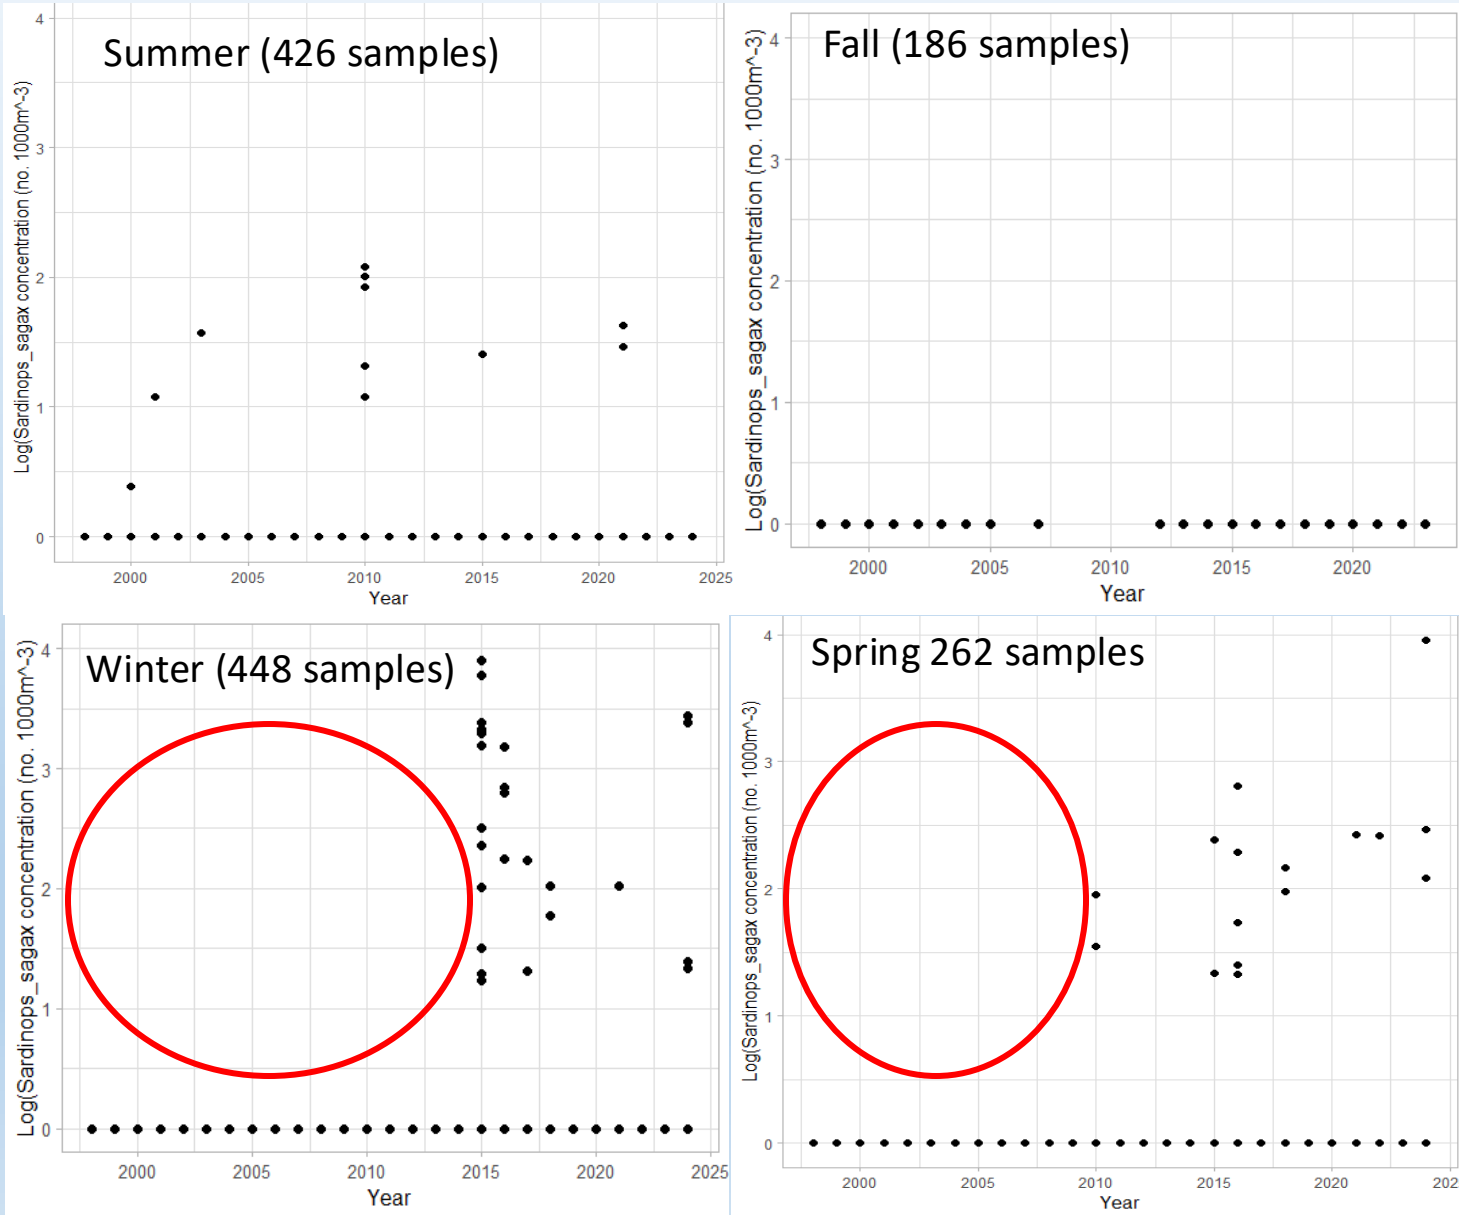 Summer (426 samples)
Log(Sardinops_sagax concentration (no. 1000m^-3)
4
3
2
1
0
2000 2005 2010 2015 2020 2025
Year
Fall (186 samples)
Log(Sardinops_sagax concentration (no. 1000m^-3)
4
3
2
1
0
2000 2005 2010 2015 2020
Year
Winter (448 samples)
Log(Sardinops_sagax concentration (no. 1000m^-3)
4
3
2
1
0
2000 2005 2010 2015 2020 2025
Year
Spring 262 samples
Log(Sardinops_sagax concentration (no. 1000m^-3)
4
3
2
1
0
2000 2005 2010 2015 2020 202
Year